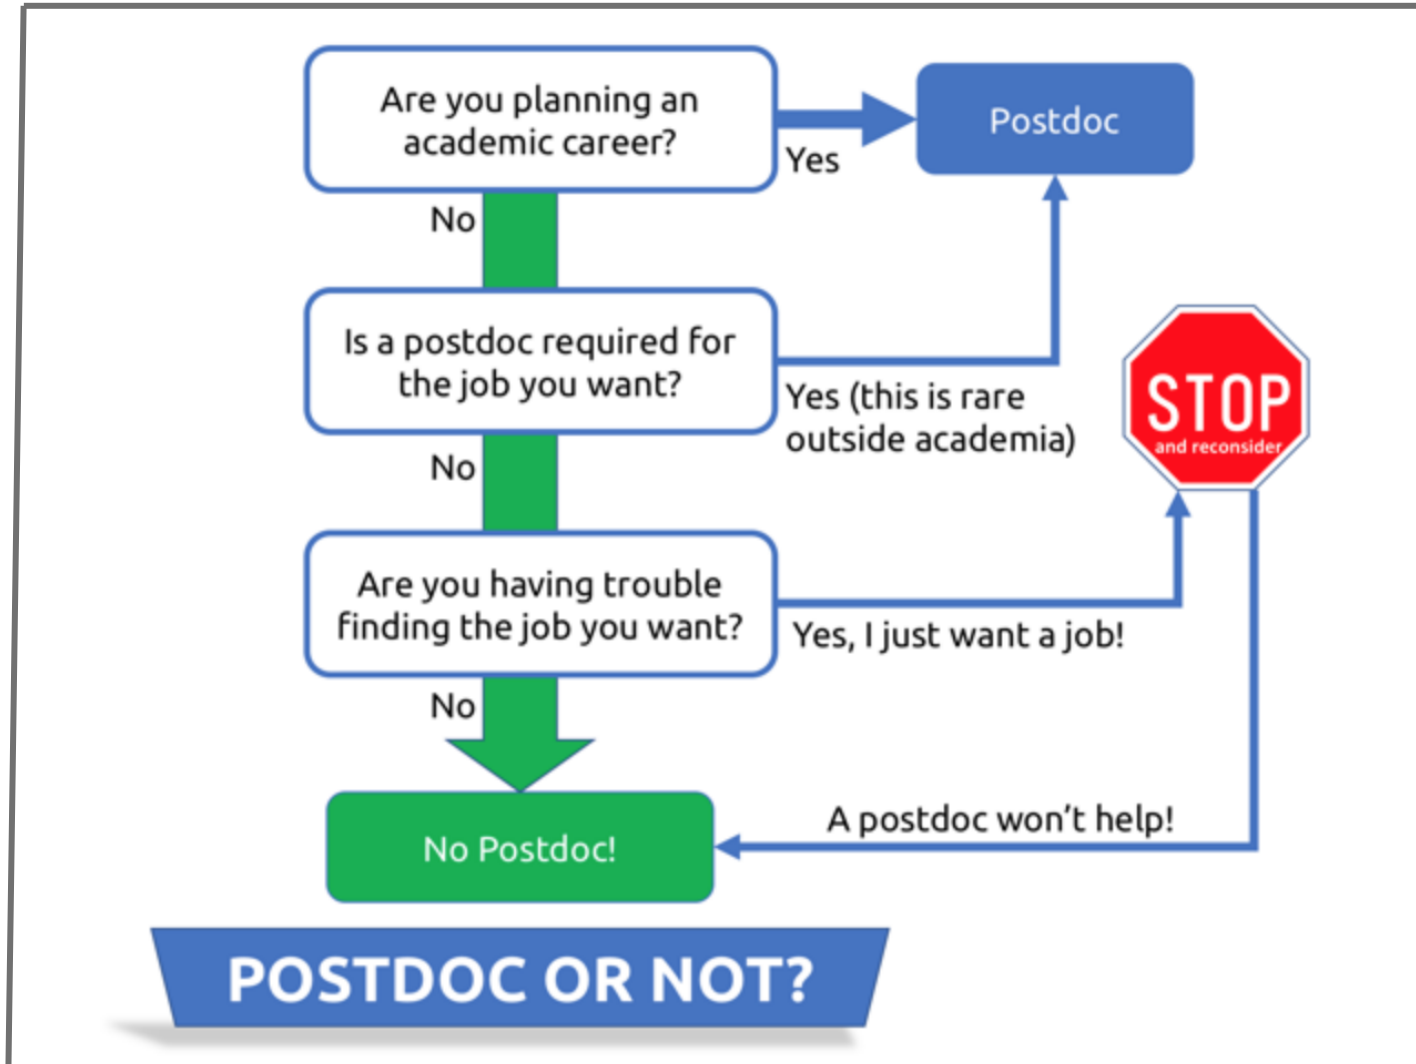 Are you planning an
academic career?
Yes
Postdoc
No
Is a postdoc required for
the job you want?
Yes (this is rare
outside academia)
STOP
and reconsider
No
Are you having trouble
finding the job you want?
Yes, I just want a job!
No
A postdoc won't help!
No Postdoc!
POSTDOC OR NOT?